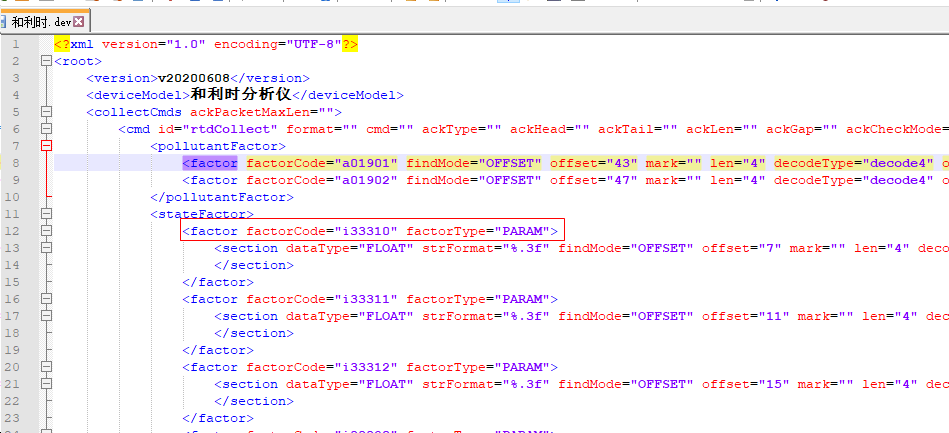 和利时.dev
1 <?xml version="1.0" encoding="UTF-8"?>
2 <root>
3 <version>v20200608</version>
4 <deviceModel>和利时分析仪</deviceModel>
5 <collectCmds ackPacketMaxLen="">
6 <cmd id="rtdCollect" format="" cmd="" ackType="" ackHead="" ackTail="" ackLen="" ackGap="" ackCheckMode=
7 <pollutantFactor>
8 <factor factorCode="a01901" findMode="OFFSET" offset="43" mark="" len="4" decodeType="decode4" o
9 <factor factorCode="a01902" findMode="OFFSET" offset="47" mark="" len="4" decodeType="decode4" o
10 </pollutantFactor>
11 <stateFactor>
12 <factor factorCode="i33310" factorType="PARAM">
13 <section dataType="FLOAT" strFormat="%.3f" findMode="OFFSET" offset="7" mark="" len="4" deco
14 </section>
15 </factor>
16 <factor factorCode="i33311" factorType="PARAM">
17 <section dataType="FLOAT" strFormat="%.3f" findMode="OFFSET" offset="11" mark="" len="4" dec
18 </section>
19 </factor>
20 <factor factorCode="i33312" factorType="PARAM">
21 <section dataType="FLOAT" strFormat="%.3f" findMode="OFFSET" offset="15" mark="" len="4" dec
22 </section>
23 </factor>